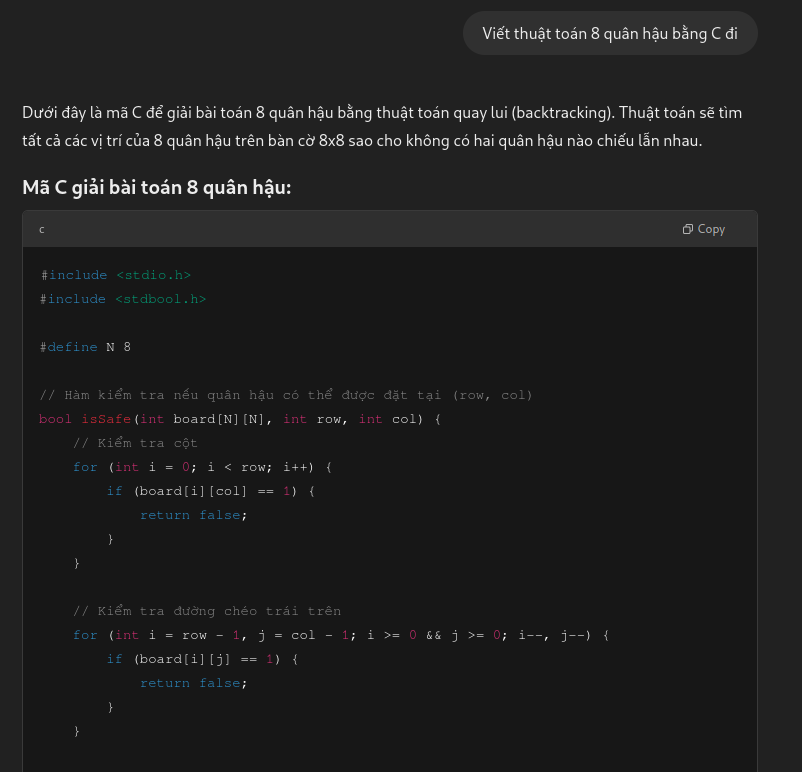 Viết thuật toán 8 quân hậu bằng C đi
Dưới đây là mã C để giải bài toán 8 quân hậu bằng thuật toán quay lui (backtracking). Thuật toán sẽ tìm
tất cả các vị trí của 8 quân hậu trên bàn cờ 8x8 sao cho không có hai quân hậu nào chiếu lẫn nhau.
Mã C giải bài toán 8 quân hậu:
c
Copy
#include <stdio.h>
#include <stdbool.h>
#define N 8
// Hàm kiểm tra nếu quân hậu có thể được đặt tại (row, col)
bool isSafe(int board[N][N], int row, int col) {
    // Kiểm tra cột
    for (int i = 0; i < row; i++) {
        if (board[i][col] == 1) {
            return false;
        }
    }
    // Kiểm tra đường chéo trái trên
    for (int i = row - 1, j = col - 1; i >= 0 && j >= 0; i--, j--) {
        if (board[i][j] == 1) {
            return false;
        }
    }